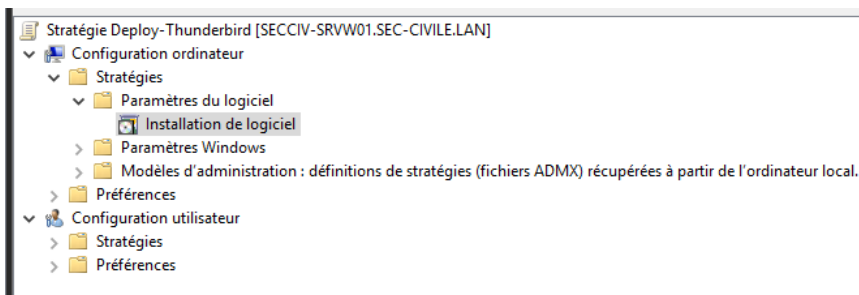 Stratégie Deploy-Thunderbird [SECCIV-SRVW01.SEC-CIVILE.LAN]
Configuration ordinateur
Stratégies
Paramètres du logiciel
Installation de logiciel
Paramètres Windows
Modèles d'administration : définitions de stratégies (fichiers ADMX) récupérées à partir de l'ordinateur local.
Préférences
Configuration utilisateur
Stratégies
Préférences